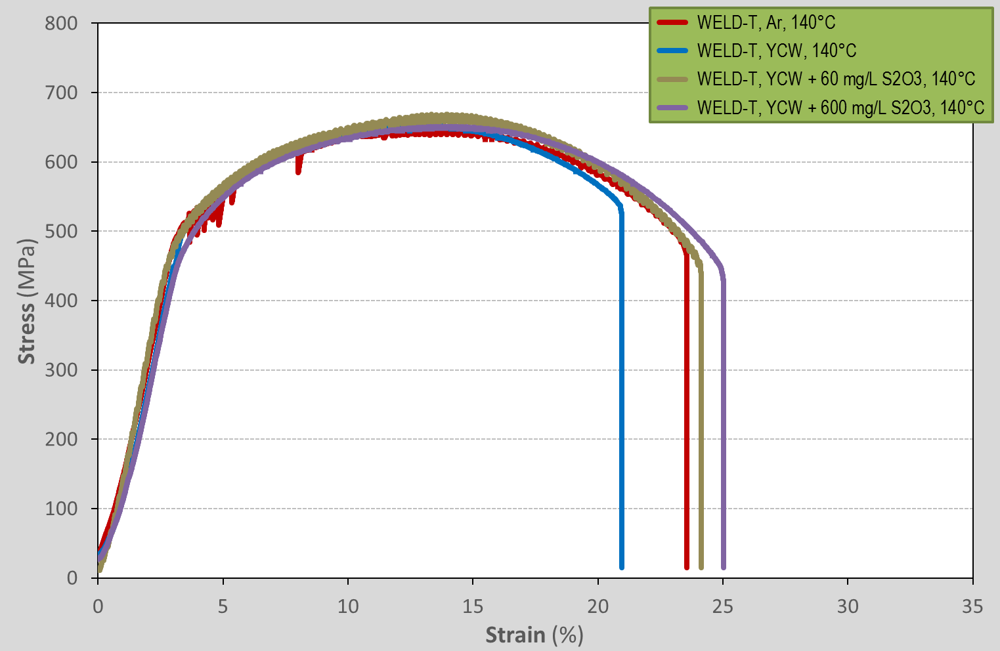 WELD-T, Ar, 140°C
WELD-T, YCW, 140°C
WELD-T, YCW + 60 mg/L S2O3, 140°C
WELD-T, YCW + 600 mg/L S2O3, 140°C
800
700
600
500
400
300
200
100
0
Stress (MPa)
0 5 10 15 20 25 30 35
Strain (%)